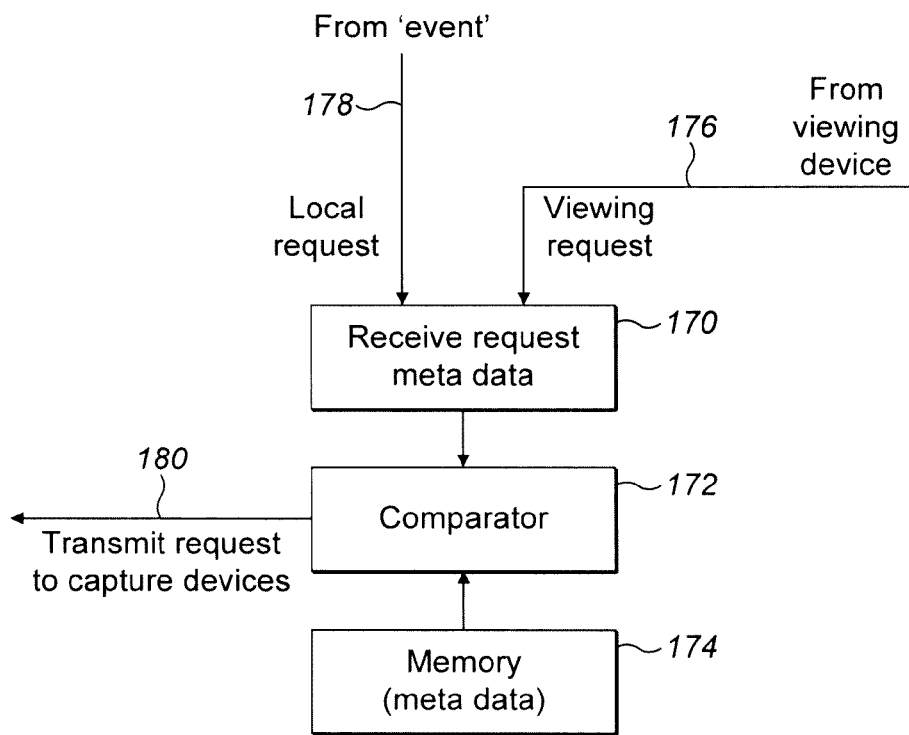 From ‘event’
178
From
viewing
device
176
Local
request
Viewing
request
170
Receive request
meta data
180
172
Comparator
Transmit request
to capture devices
174
Memory
(meta data)